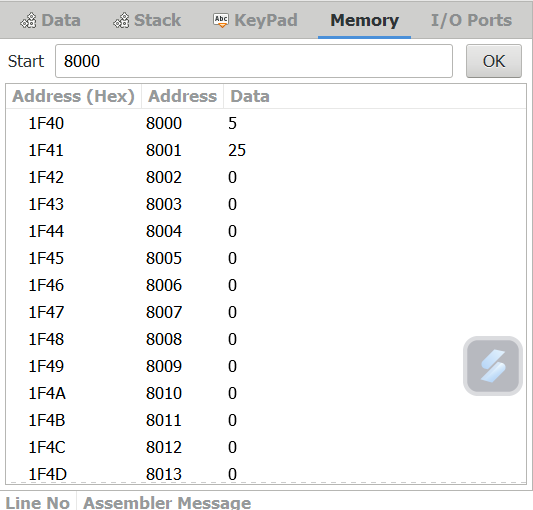 Data Stack Abc KeyPad Memory I/O Ports
Start 8000 OK
Address (Hex) Address Data
1F40 8000 5
1F41 8001 25
1F42 8002 0
1F43 8003 0
1F44 8004 0
1F45 8005 0
1F46 8006 0
1F47 8007 0
1F48 8008 0
1F49 8009 0
1F4A 8010 0
1F4B 8011 0
1F4C 8012 0
1F4D 8013 0
Line No Assembler Message